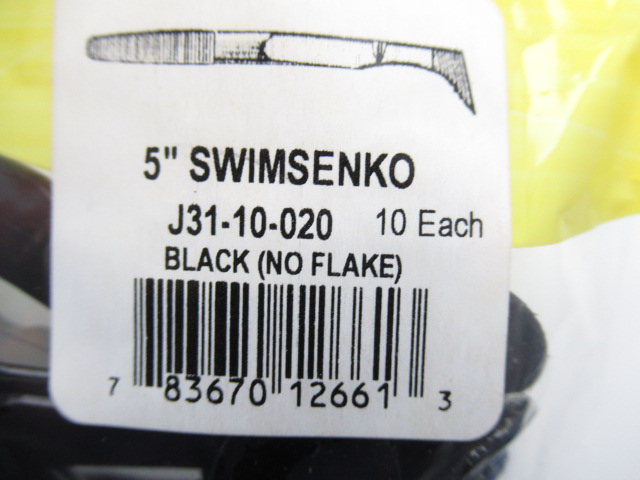 5" SWIMSENKO
J31-10-020 10 Each
BLACK (NO FLAKE)
7 83670 12661 3